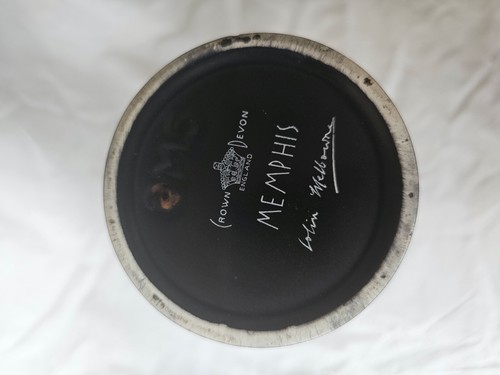 CROWN DEVON
ENGLAND
MEMPHIS
Colin Melbourne